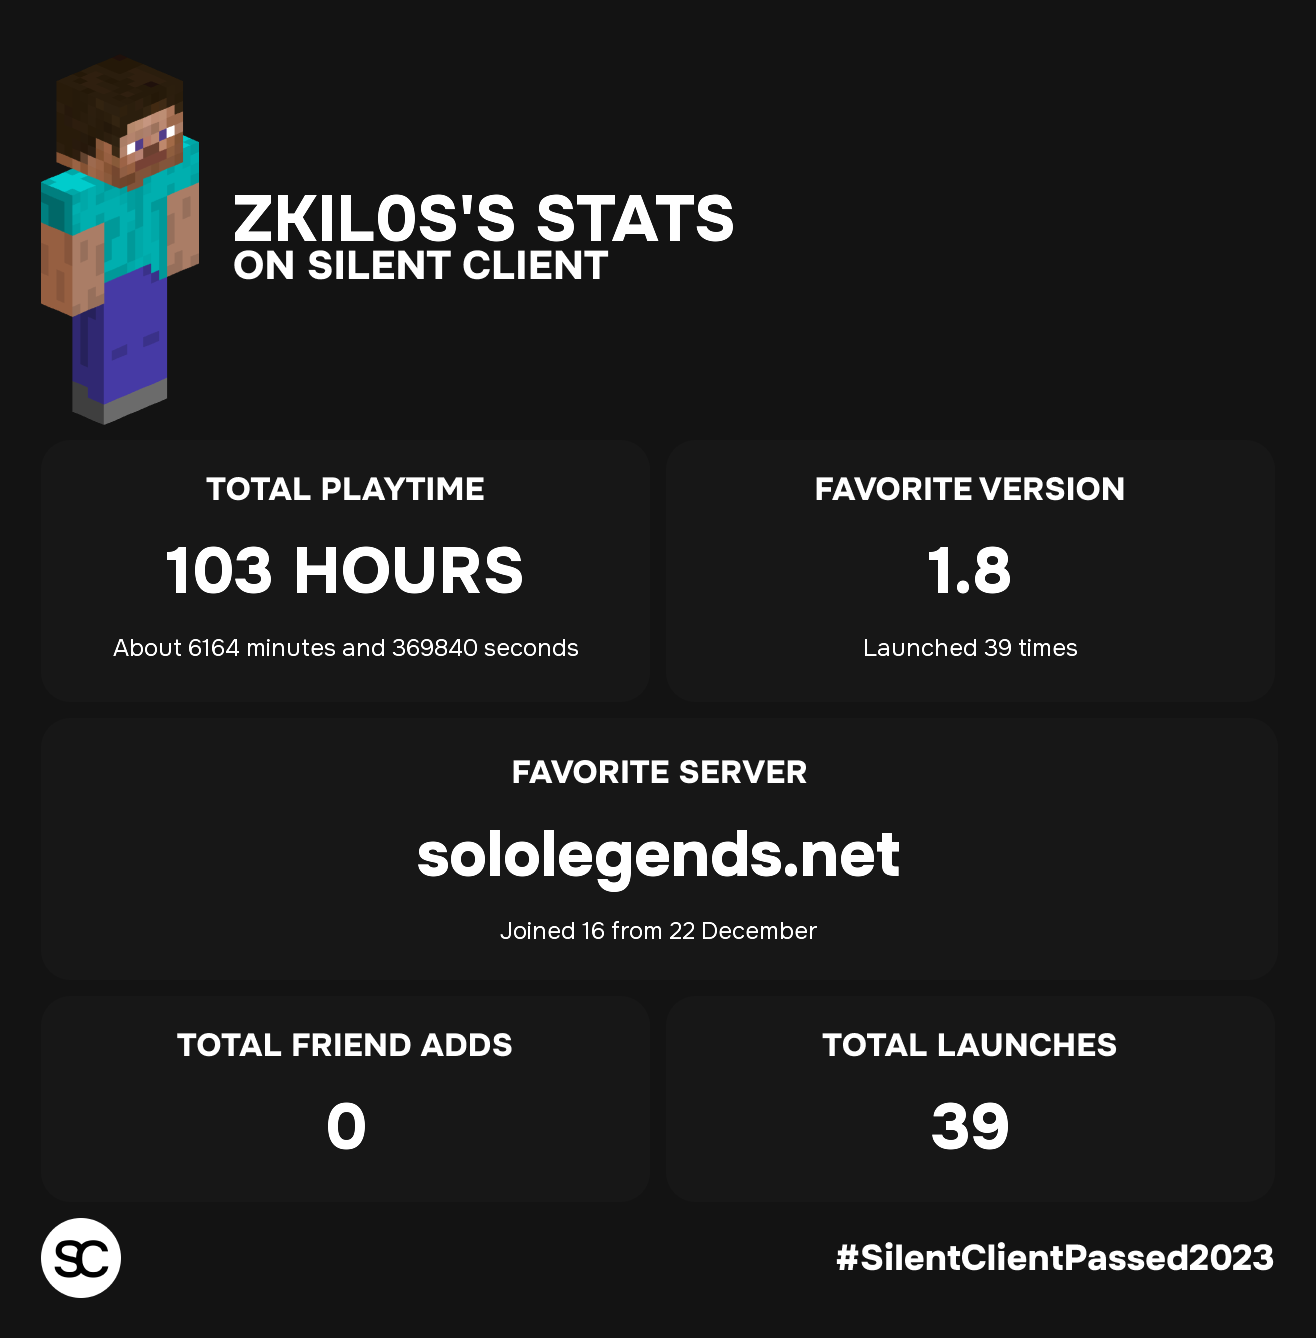 ZKIL0S'S STATS
ON SILENT CLIENT
TOTAL PLAYTIME
103 HOURS
About 6164 minutes and 369840 seconds
FAVORITE VERSION
1.8
Launched 39 times
FAVORITE SERVER
sololegends.net
Joined 16 from 22 December
TOTAL FRIEND ADDS
0
TOTAL LAUNCHES
39
SC
#SilentClientPassed2023